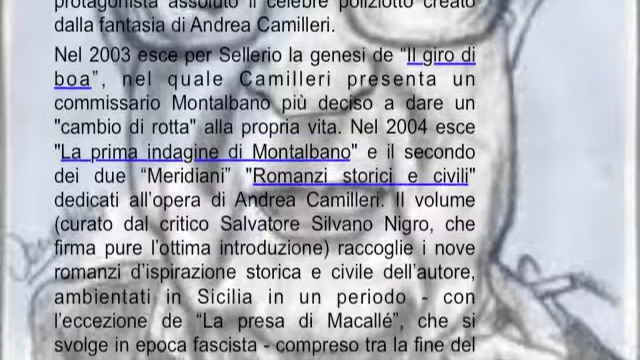 protagonista assoluto il celebre poliziotto creato
dalla fantasia di Andrea Camilleri.
Nel 2003 esce per Sellerio la genesi de “Il giro di
boa”, nel quale Camilleri presenta un
commissario Montalbano più deciso a dare un
"cambio di rotta" alla propria vita. Nel 2004 esce
"La prima indagine di Montalbano" e il secondo
dei due “Meridiani” "Romanzi storici e civili"
dedicati all’opera di Andrea Camilleri. Il volume
(curato dal critico Salvatore Silvano Nigro, che
firma pure l’ottima introduzione) raccoglie i nove
romanzi d’ispirazione storica e civile dell’autore,
ambientati in Sicilia in un periodo - con
l’eccezione de “La presa di Macallé”, che si
svolge in epoca fascista - compreso tra la fine del